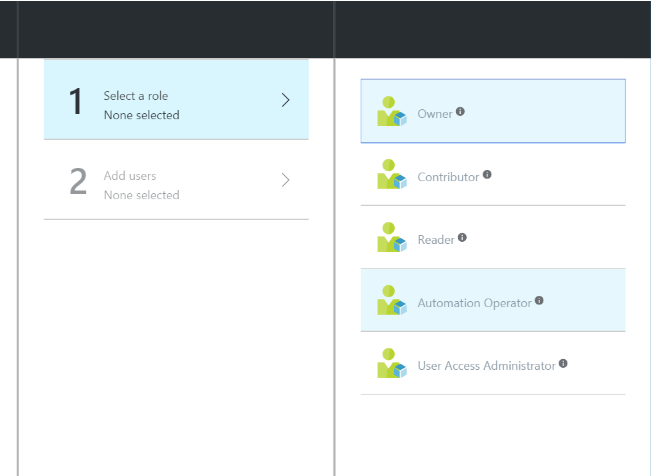 1
Select a role
None selected
2
Add users
None selected
Owner
Contributor
Reader
Automation Operator
User Access Administrator